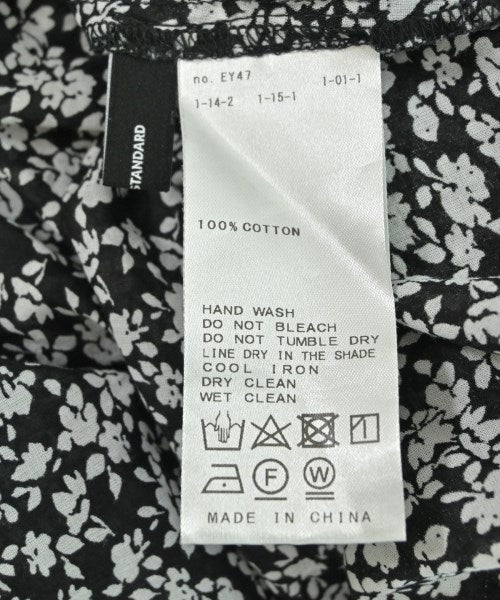 no. EY47 1-01-1
1-14-2 1-15-1
STANDARD
100% COTTON
HAND WASH
DO NOT BLEACH
DO NOT TUMBLE DRY
LINE DRY IN THE SHADE
COOL IRON
DRY CLEAN
WET CLEAN
F W
MADE IN CHINA